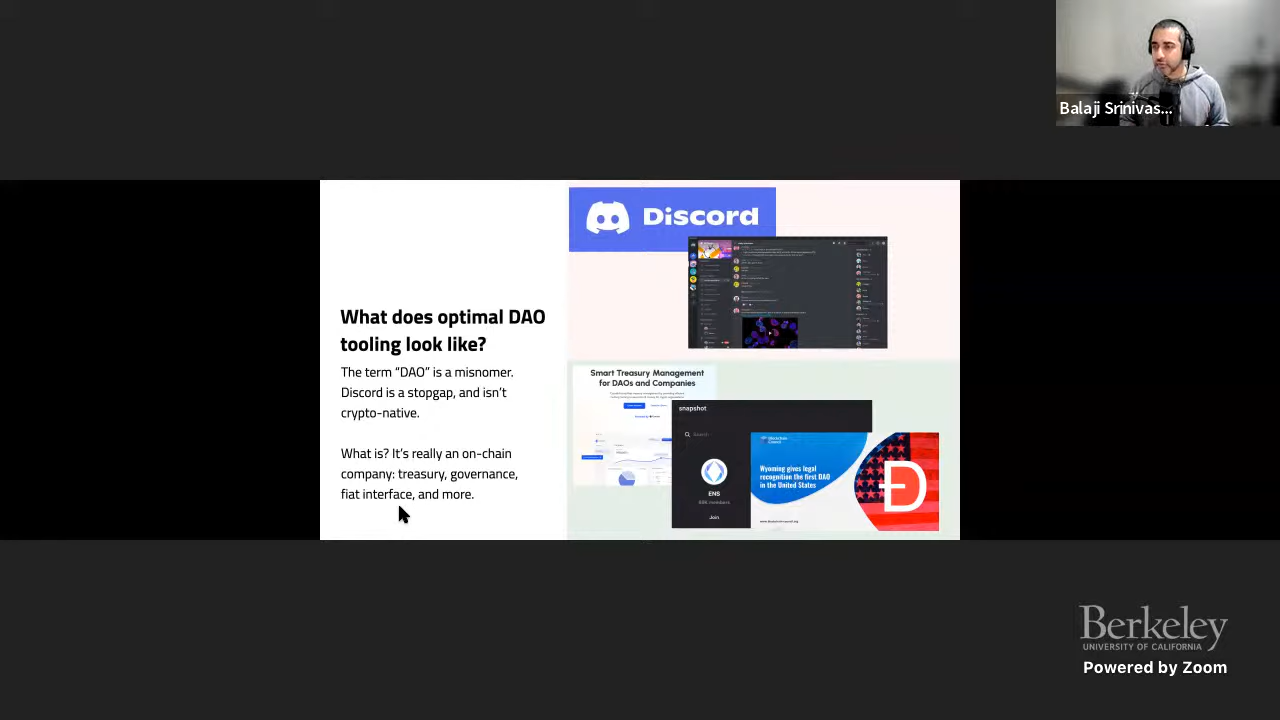 Balaji Srinivas...
Discord
What does optimal DAO
tooling look like?
The term “DAO” is a misnomer.
Discord is a stopgap, and isn’t
crypto-native.
What is? It’s really an on-chain
company: treasury, governance,
fiat interface, and more.
Smart Treasury Management
for DAOs and Companies
snapshot
Search
ENS
members
Join
Wyoming gives legal
recognition the first DAO
in the United States
Berkeley
UNIVERSITY OF CALIFORNIA
Powered by Zoom